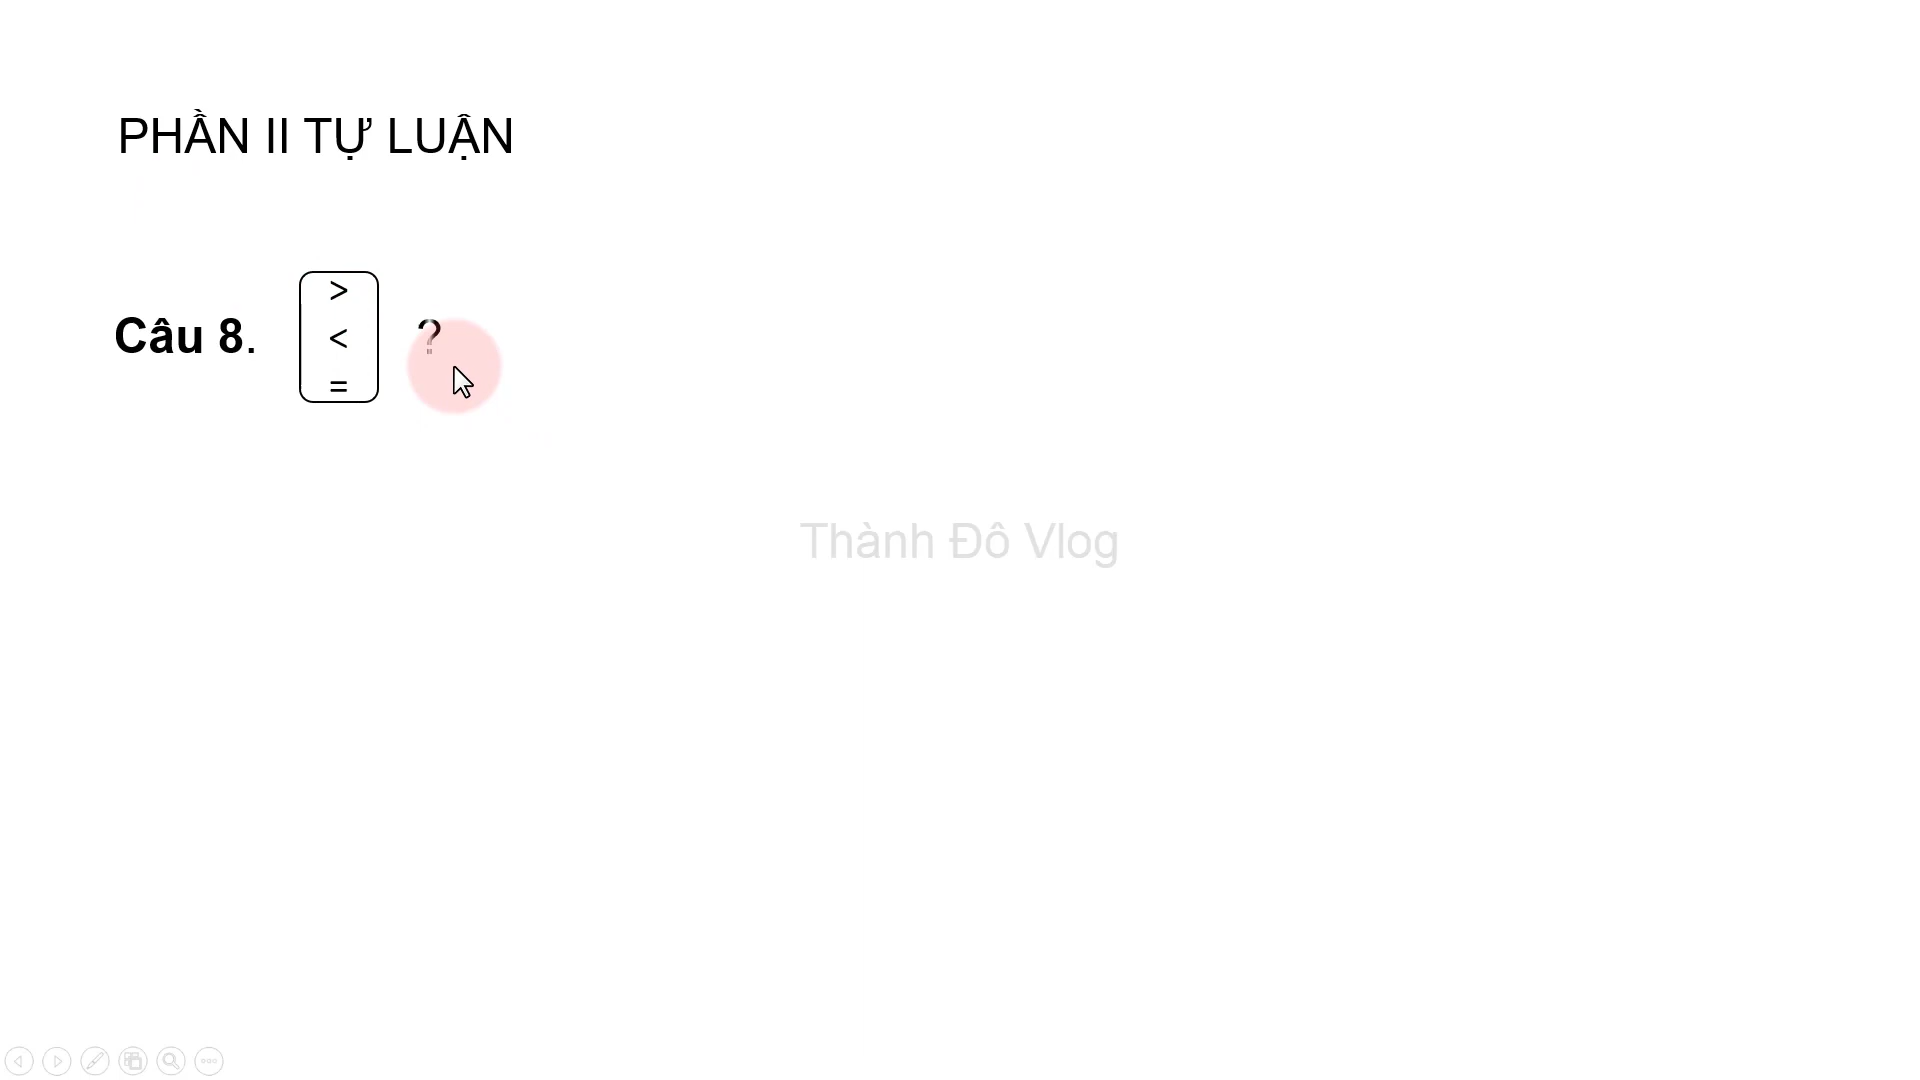 PHẦN II TỰ LUẬN
>
Câu 8. < ?
=
Thành Đô Vlog